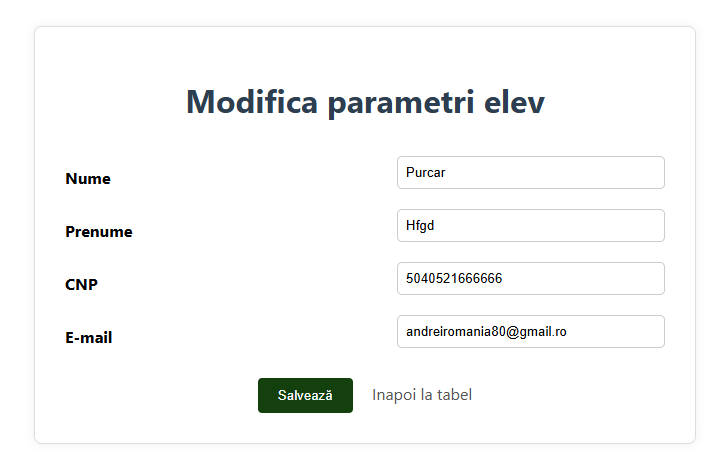 Modifica parametri elev
Nume Purcar
Prenume Hfgd
CNP 5040521666666
E-mail andreiromania80@gmail.ro
Salvează Inapoi la tabel